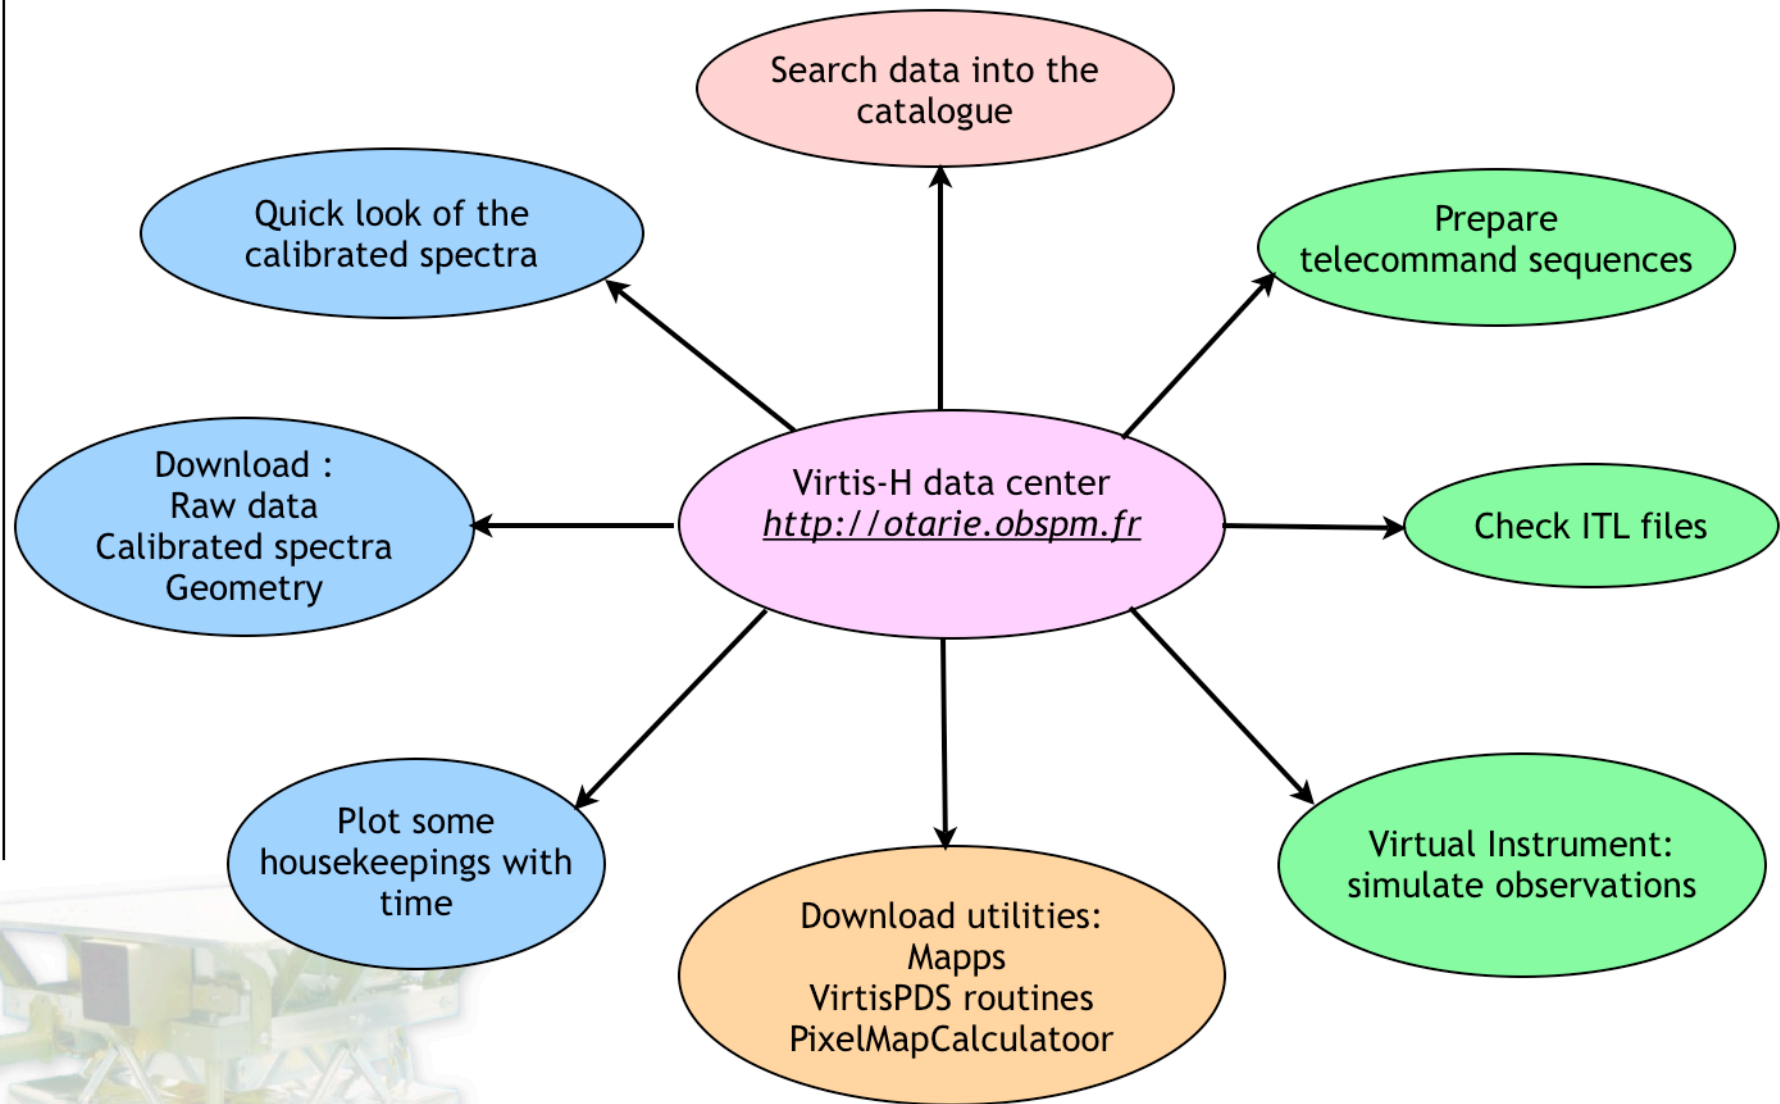 Search data into the
catalogue
Quick look of the
calibrated spectra
Prepare
telecommand sequences
Download :
Raw data
Calibrated spectra
Geometry
Virtis-H data center
http://otarie.obspm.fr
Check ITL files
Plot some
housekeepings with
time
Download utilities:
Mapps
VirtisPDS routines
PixelMapCalculatoor
Virtual Instrument:
simulate observations